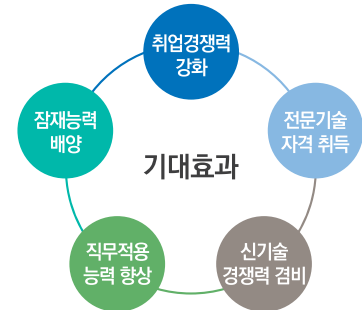 취업경쟁력
강화
전문기술
자격 취득
신기술
경쟁력 겸비
직무적용
능력 향상
잠재능력
배양
기대효과